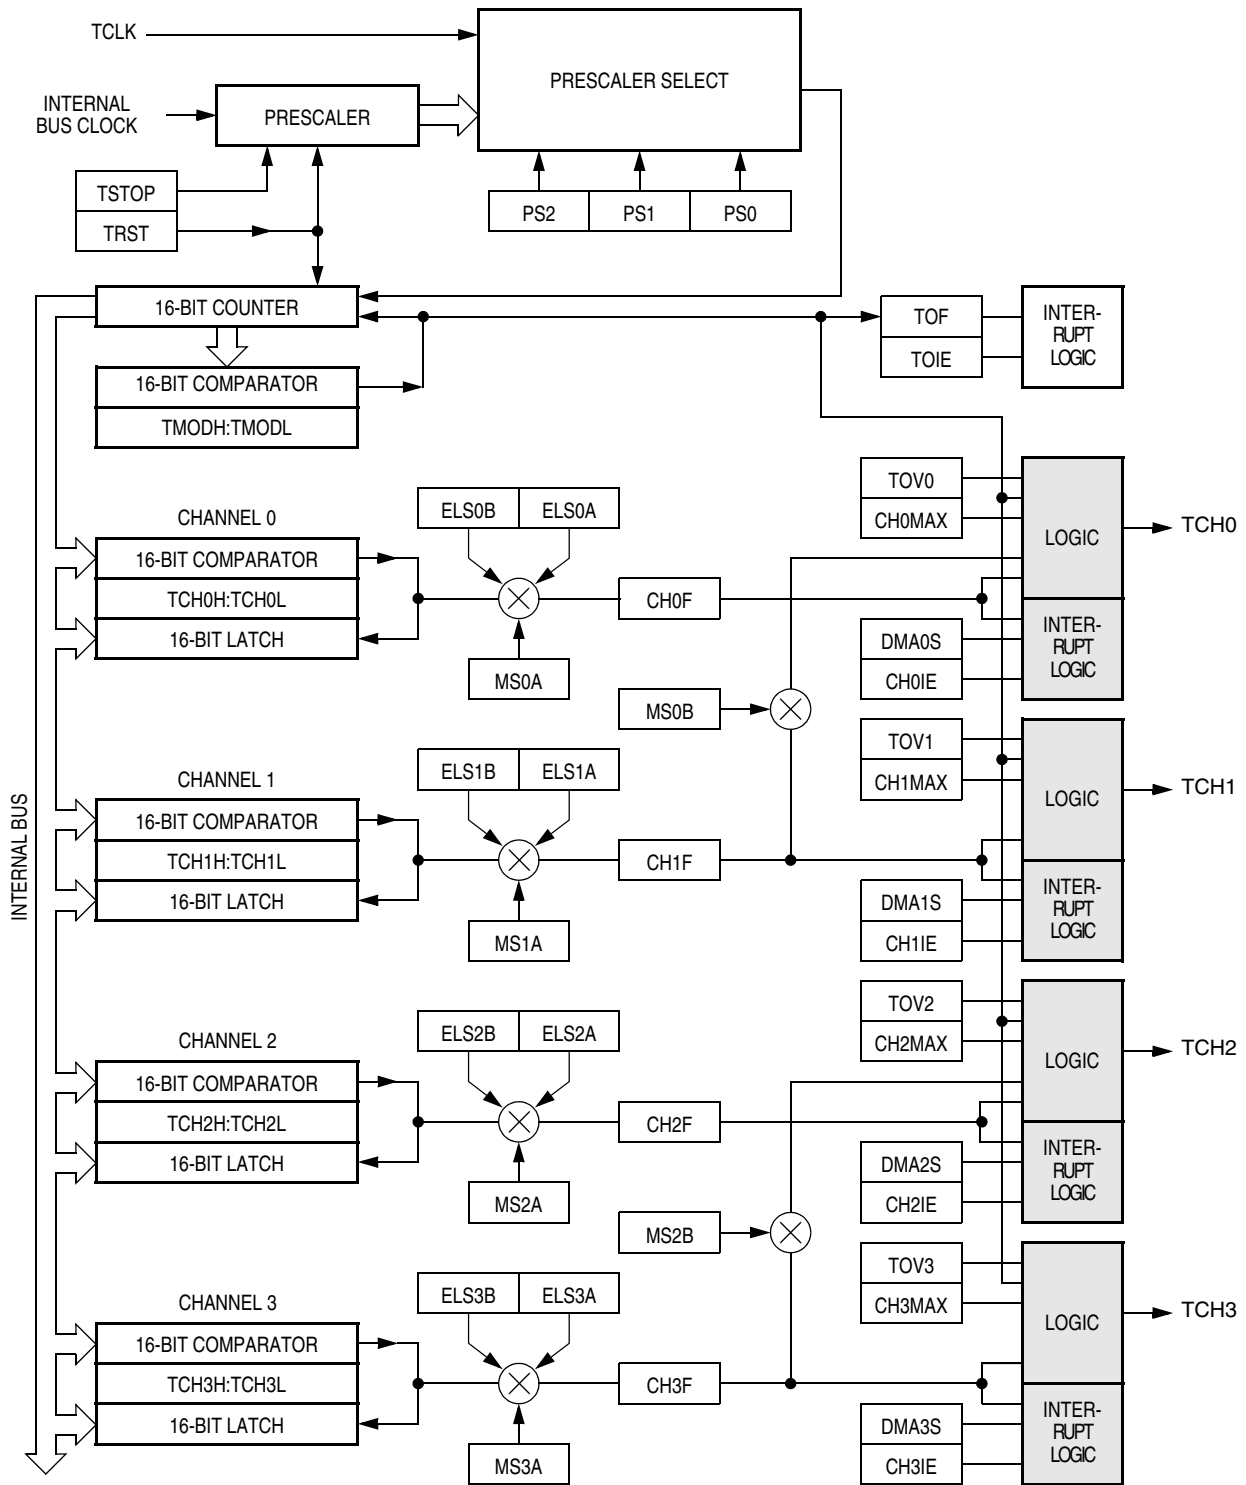 TCLK
PRESCALER SELECT
INTERNAL
BUS CLOCK
PRESCALER
TSTOP
TRST
PS2 PS1 PS0
16-BIT COUNTER
16-BIT COMPARATOR
TMODH:TMODL
TOF
TOIE
INTER-
RUPT
LOGIC
INTERNAL BUS
CHANNEL 0
16-BIT COMPARATOR
TCH0H:TCH0L
16-BIT LATCH
ELS0B ELS0A
MS0A
CH0F
MS0B
TOV0
CH0MAX
DMA0S
CH0IE
LOGIC
INTER-
RUPT
LOGIC
TCH0
CHANNEL 1
16-BIT COMPARATOR
TCH1H:TCH1L
16-BIT LATCH
ELS1B ELS1A
MS1A
CH1F
TOV1
CH1MAX
DMA1S
CH1IE
LOGIC
INTER-
RUPT
LOGIC
TCH1
CHANNEL 2
16-BIT COMPARATOR
TCH2H:TCH2L
16-BIT LATCH
ELS2B ELS2A
MS2A
CH2F
MS2B
TOV2
CH2MAX
DMA2S
CH2IE
LOGIC
INTER-
RUPT
LOGIC
TCH2
CHANNEL 3
16-BIT COMPARATOR
TCH3H:TCH3L
16-BIT LATCH
ELS3B ELS3A
MS3A
CH3F
TOV3
CH3MAX
DMA3S
CH3IE
LOGIC
INTER-
RUPT
LOGIC
TCH3